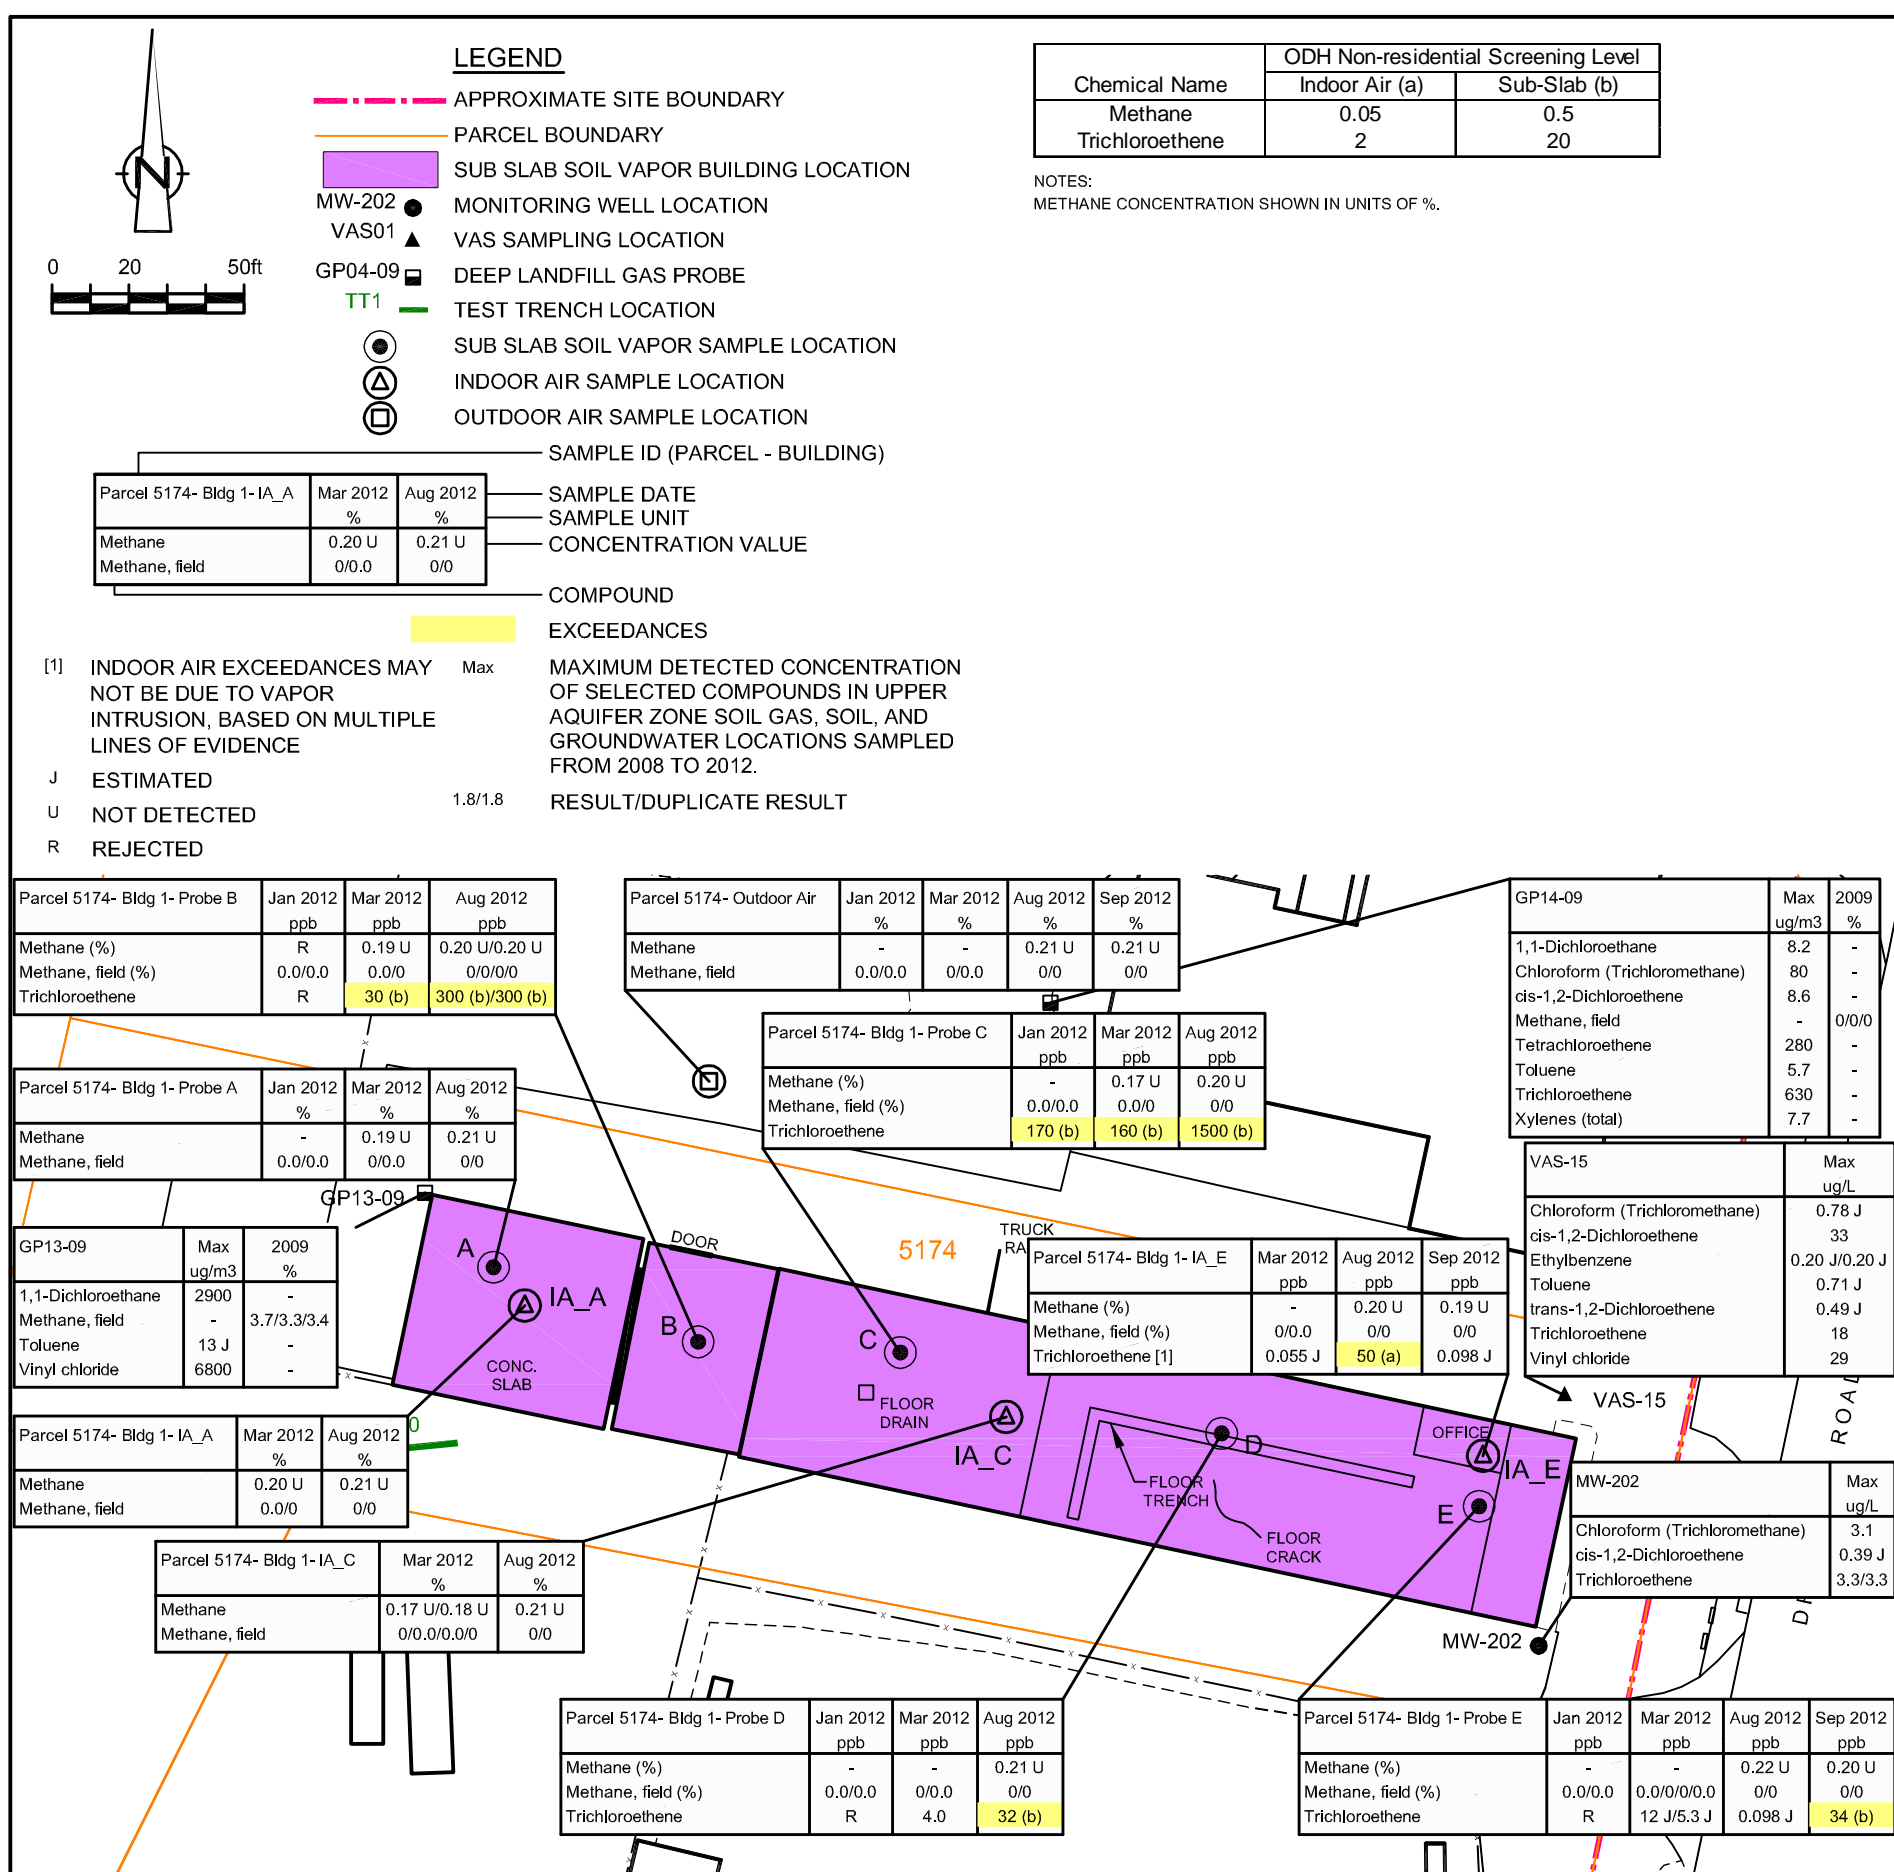 N
0 20 50ft
LEGEND
APPROXIMATE SITE BOUNDARY
PARCEL BOUNDARY
SUB SLAB SOIL VAPOR BUILDING LOCATION
MW-202 MONITORING WELL LOCATION
VAS01 VAS SAMPLING LOCATION
GP04-09 DEEP LANDFILL GAS PROBE
TT1 TEST TRENCH LOCATION
SUB SLAB SOIL VAPOR SAMPLE LOCATION
INDOOR AIR SAMPLE LOCATION
OUTDOOR AIR SAMPLE LOCATION
SAMPLE ID (PARCEL - BUILDING)
Parcel 5174- Bldg 1- IA_A Mar 2012 Aug 2012 SAMPLE DATE
% % SAMPLE UNIT
Methane 0.20 U 0.21 U CONCENTRATION VALUE
Methane, field 0/0.0 0/0
COMPOUND
EXCEEDANCES
[1] INDOOR AIR EXCEEDANCES MAY
NOT BE DUE TO VAPOR
INTRUSION, BASED ON MULTIPLE
LINES OF EVIDENCE
J ESTIMATED
U NOT DETECTED
R REJECTED
Max MAXIMUM DETECTED CONCENTRATION
OF SELECTED COMPOUNDS IN UPPER
AQUIFER ZONE SOIL GAS, SOIL, AND
GROUNDWATER LOCATIONS SAMPLED
FROM 2008 TO 2012.
1.8/1.8 RESULT/DUPLICATE RESULT
ODH Non-residential Screening Level
Chemical Name Indoor Air (a) Sub-Slab (b)
Methane 0.05 0.5
Trichloroethene 2 20
NOTES:
METHANE CONCENTRATION SHOWN IN UNITS OF %.
Parcel 5174- Bldg 1- Probe B Jan 2012 Mar 2012 Aug 2012
ppb ppb ppb
Methane (%) R 0.19 U 0.20 U/0.20 U
Methane, field (%) 0.0/0.0 0.0/0 0/0/0/0
Trichloroethene R 30 (b) 300 (b)/300 (b)
Parcel 5174- Outdoor Air Jan 2012 Mar 2012 Aug 2012 Sep 2012
% % % %
Methane - - 0.21 U 0.21 U
Methane, field 0.0/0.0 0/0.0 0/0 0/0
GP14-09 Max 2009
ug/m3 %
1,1-Dichloroethane 8.2 -
Chloroform (Trichloromethane) 80 -
cis-1,2-Dichloroethene 8.6 -
Methane, field - 0/0/0
Tetrachloroethene 280 -
Toluene 5.7 -
Trichloroethene 630 -
Xylenes (total) 7.7 -
Parcel 5174- Bldg 1- Probe C Jan 2012 Mar 2012 Aug 2012
ppb ppb ppb
Methane (%) - 0.17 U 0.20 U
Methane, field (%) 0.0/0.0 0.0/0 0/0
Trichloroethene 170 (b) 160 (b) 1500 (b)
Parcel 5174- Bldg 1- Probe A Jan 2012 Mar 2012 Aug 2012
% % %
Methane - 0.19 U 0.21 U
Methane, field 0.0/0.0 0/0.0 0/0
VAS-15 Max
ug/L
Chloroform (Trichloromethane) 0.78 J
cis-1,2-Dichloroethene 33
Ethylbenzene 0.20 J/0.20 J
Toluene 0.71 J
trans-1,2-Dichloroethene 0.49 J
Trichloroethene 18
Vinyl chloride 29
GP13-09
GP13-09 Max 2009
ug/m3 %
1,1-Dichloroethane 2900 -
Methane, field - 3.7/3.3/3.4
Toluene 13 J -
Vinyl chloride 6800 -
Parcel 5174- Bldg 1- IA_E Mar 2012 Aug 2012 Sep 2012
ppb ppb ppb
Methane (%) - 0.20 U 0.19 U
Methane, field (%) 0/0.0 0/0 0/0
Trichloroethene [1] 0.055 J 50 (a) 0.098 J
A
IA_A
CONC.
SLAB
DOOR
B
5174
TRUCK
C
FLOOR
DRAIN
IA_C
FLOOR
TRENCH
D
FLOOR
CRACK
OFFICE
IA_E
E
VAS-15
ROAD
MW-202
0
Parcel 5174- Bldg 1- IA_A Mar 2012 Aug 2012
% %
Methane 0.20 U 0.21 U
Methane, field 0.0/0 0/0
MW-202 Max
ug/L
Chloroform (Trichloromethane) 3.1
cis-1,2-Dichloroethene 0.39 J
Trichloroethene 3.3/3.3
Parcel 5174- Bldg 1- IA_C Mar 2012 Aug 2012
% %
Methane 0.17 U/0.18 U 0.21 U
Methane, field 0/0.0/0.0/0 0/0
Parcel 5174- Bldg 1- Probe D Jan 2012 Mar 2012 Aug 2012
ppb ppb ppb
Methane (%) - - 0.21 U
Methane, field (%) 0.0/0.0 0/0.0 0/0
Trichloroethene R 4.0 32 (b)
Parcel 5174- Bldg 1- Probe E Jan 2012 Mar 2012 Aug 2012 Sep 2012
ppb ppb ppb ppb
Methane (%) - - 0.22 U 0.20 U
Methane, field (%) 0.0/0.0 0.0/0/0/0.0 0/0 0/0
Trichloroethene R 12 J/5.3 J 0.098 J 34 (b)